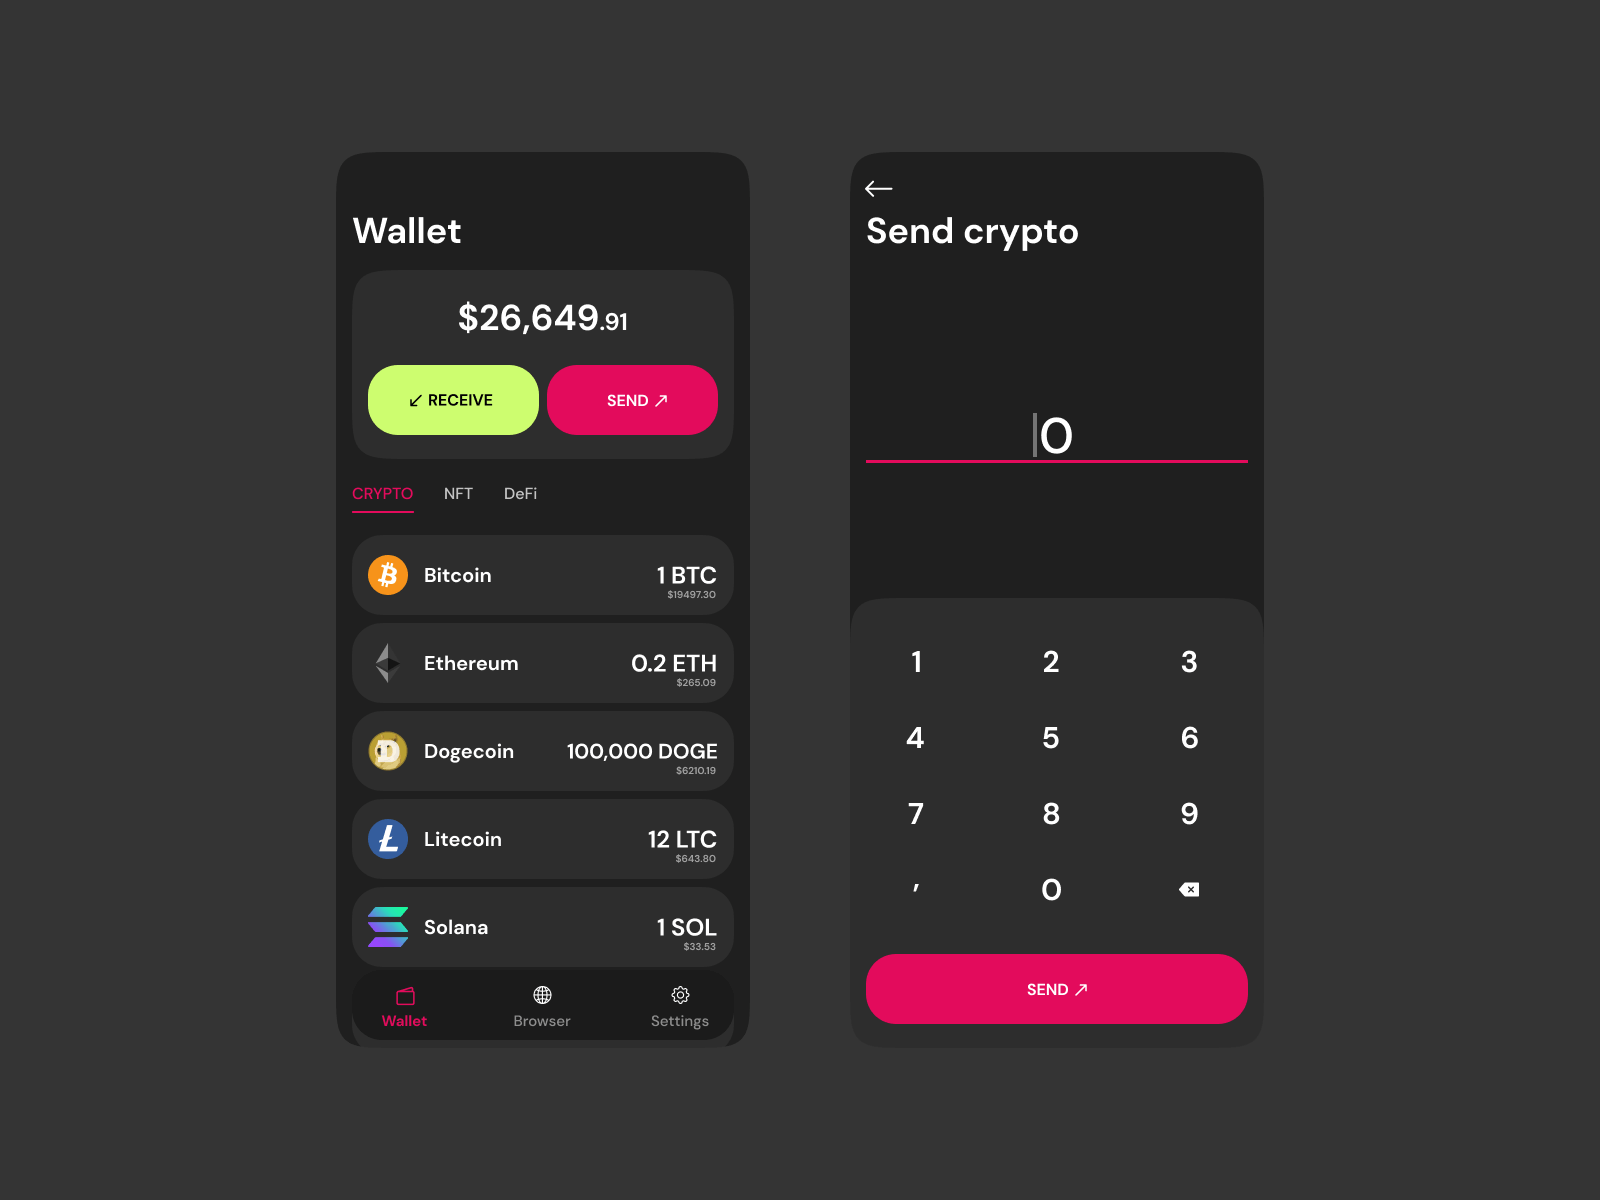 Wallet
$26,649.91
↙ RECEIVE
SEND ↗
CRYPTO NFT DeFi
Bitcoin 1 BTC
$19497.30
Ethereum 0.2 ETH
$265.09
Dogecoin 100,000 DOGE
$6210.19
Litecoin 12 LTC
$643.80
Solana 1 SOL
$33.53
Wallet Browser Settings
←
Send crypto
0
1 2 3
4 5 6
7 8 9
, 0
SEND ↗